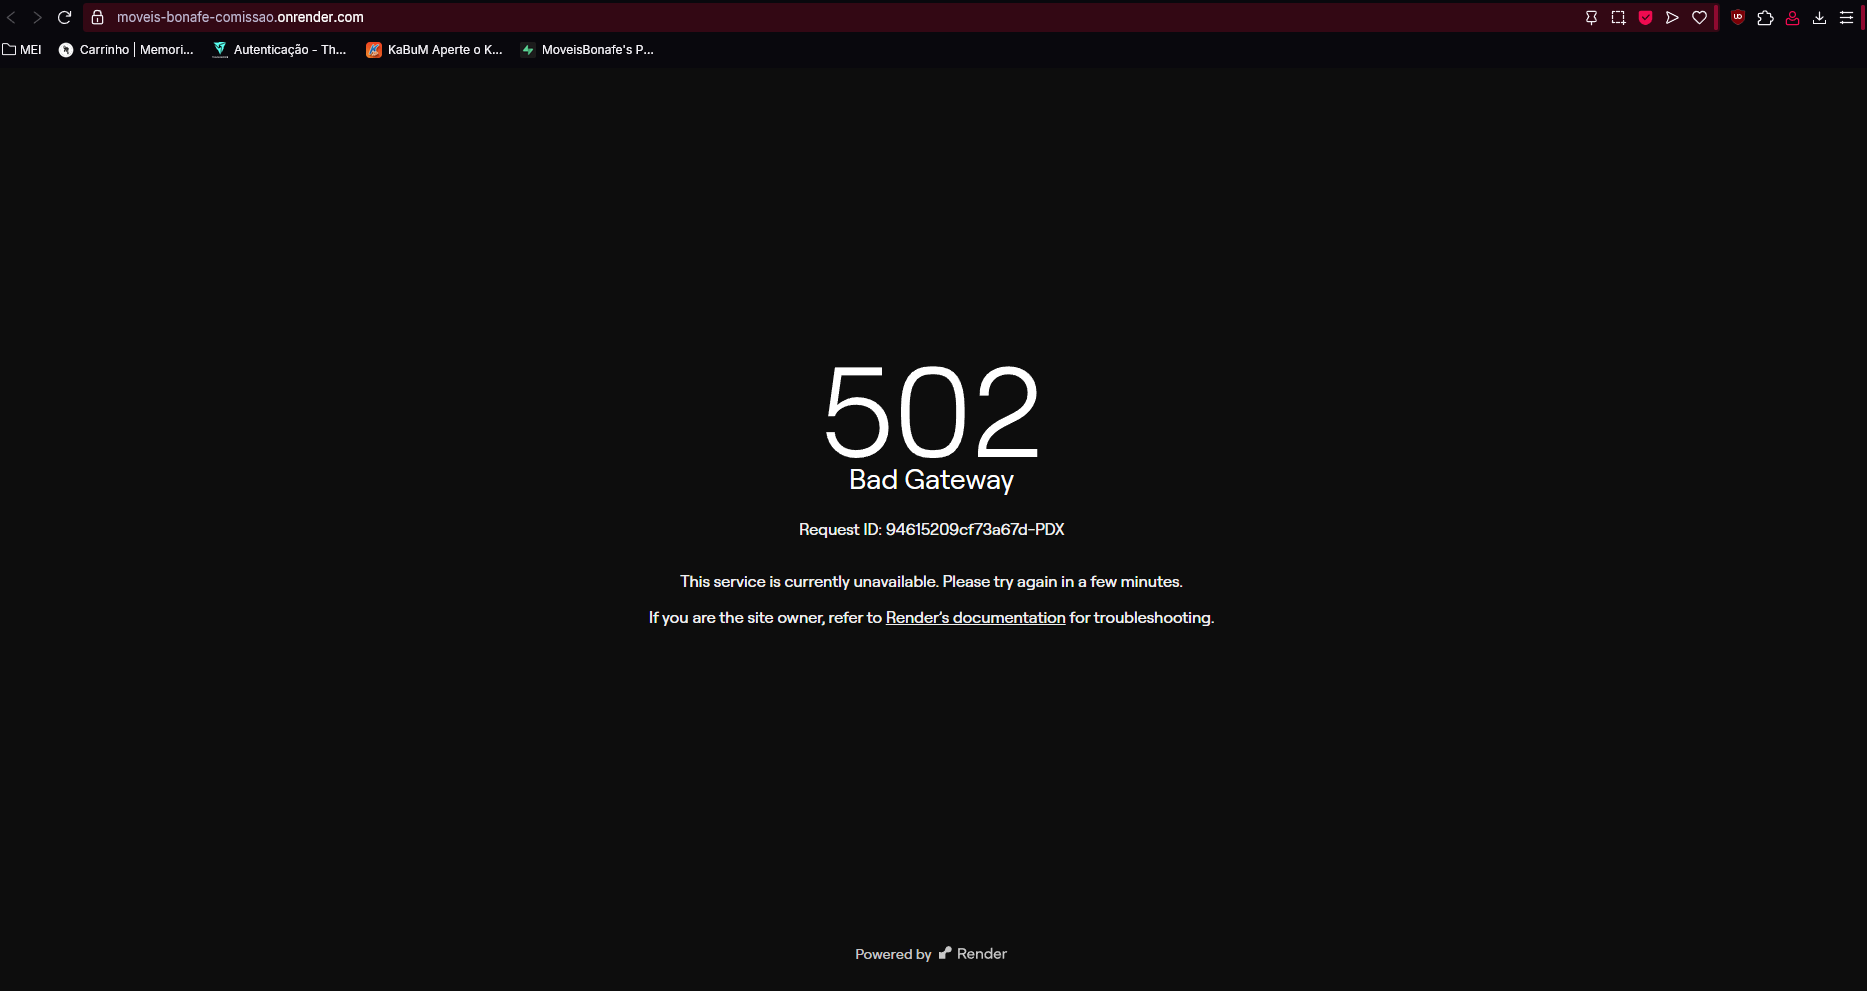 moveis-bonafe-comissao.onrender.com
MEI
Carrinho | Memori...
Autenticação - Th...
KaBuM Aperte o K...
MoveisBonafe's P...
502
Bad Gateway
Request ID: 94615209cf73a67d-PDX
This service is currently unavailable. Please try again in a few minutes.
If you are the site owner, refer to Render's documentation for troubleshooting.
Powered by Render